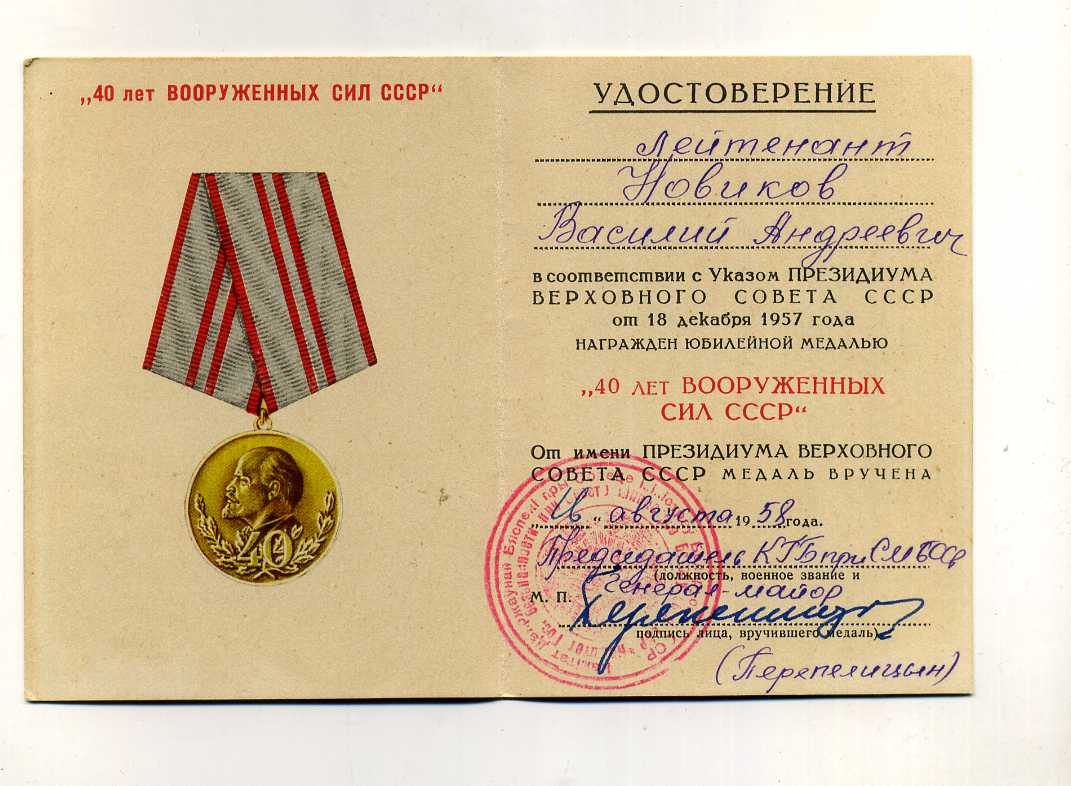 „40 лет ВООРУЖЕННЫХ СИЛ СССР“
40
УДОСТОВЕРЕНИЕ
Лейтенант
Новиков
Василий Андреевич
в соответствии с Указом ПРЕЗИДИУМА
ВЕРХОВНОГО СОВЕТА СССР
от 18 декабря 1957 года
НАГРАЖДЕН ЮБИЛЕЙНОЙ МЕДАЛЬЮ
„40 ЛЕТ ВООРУЖЕННЫХ
СИЛ СССР“
От имени ПРЕЗИДИУМА ВЕРХОВНОГО
СОВЕТА СССР МЕДАЛЬ ВРУЧЕНА
„16“ августа 1958 года.
Председатель КГБ при СМ БССР
(должность, военное звание и
генерал-майор
М. П.
подпись лица, вручившего медаль)
(Перепелицын)